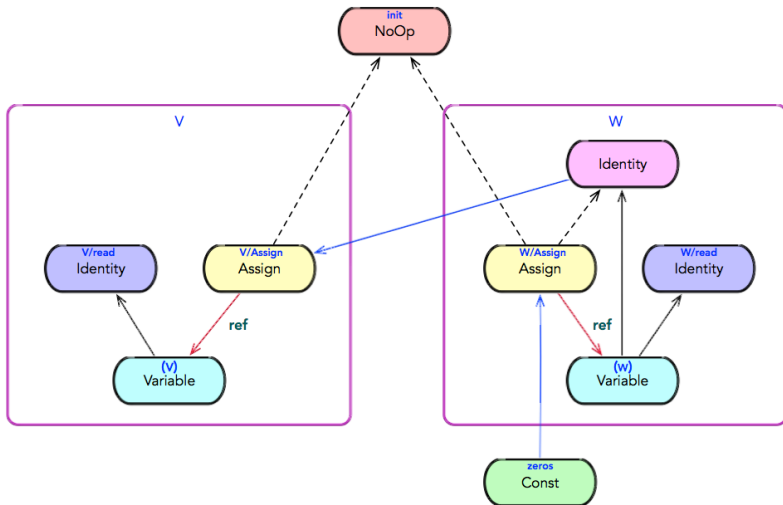 init
NoOp
V
W
Identity
V/read
Identity
V/Assign
Assign
W/Assign
Assign
W/read
Identity
ref
ref
(V)
Variable
(w)
Variable
zeros
Const